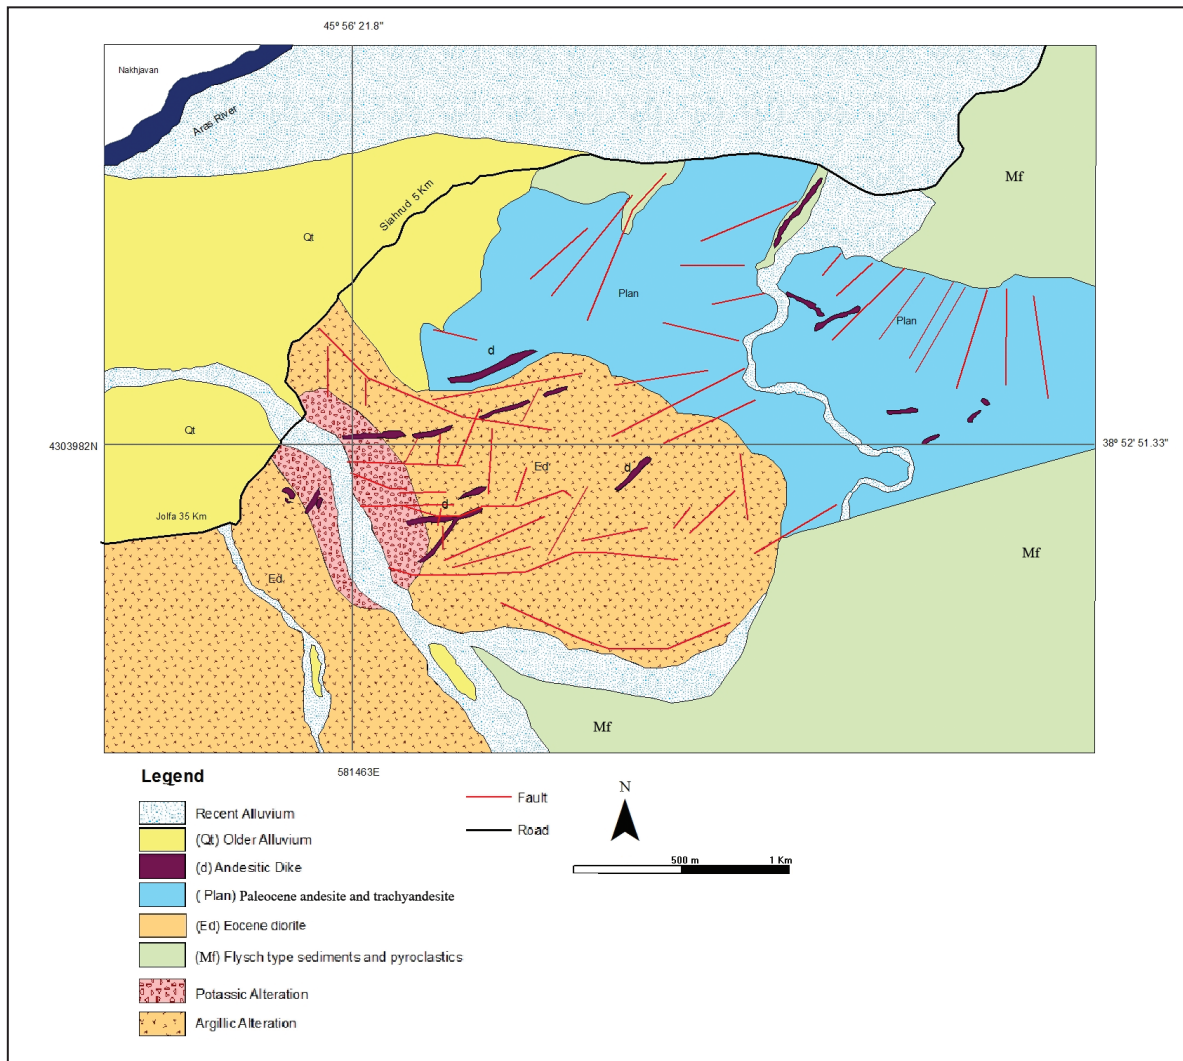 45º 56' 21.8"
Nakhjavan
Aras River
Mf
Siahrud 5 Km
Qt
Plan
Plan
d
Qt
4303982N
38º 52' 51.33"
Ed
d
d
Jolfa 35 Km
Mf
Ed
Mf
581463E
Legend
Recent Alluvium
(Qt) Older Alluvium
(d) Andesitic Dike
( Plan) Paleocene andesite and trachyandesite
(Ed) Eocene diorite
(Mf) Flysch type sediments and pyroclastics
Potassic Alteration
Argillic Alteration
Fault
Road
N
500 m 1 Km